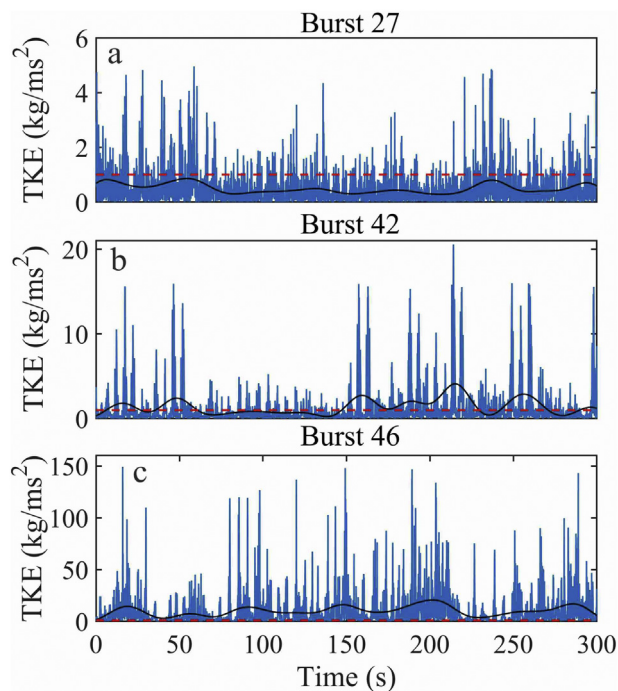 Burst 27
a
6
4
2
0
TKE (kg/ms²)
Burst 42
b
20
10
0
TKE (kg/ms²)
Burst 46
c
150
100
50
0
TKE (kg/ms²)
0 50 100 150 200 250 300
Time (s)